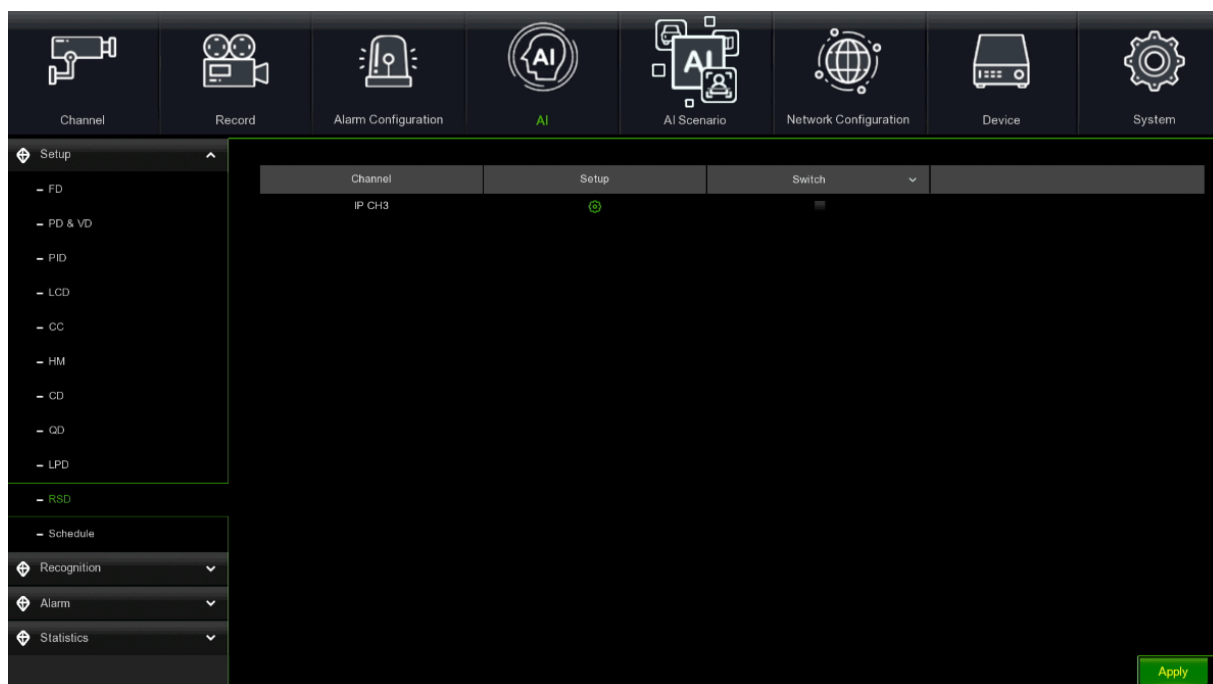 AI
AI
Channel
Record
Alarm Configuration
AI
AI Scenario
Network Configuration
Device
System
Setup
Channel
Setup
Switch
FD
IP CH3
PD & VD
PID
LCD
CC
HM
CD
QD
LPD
RSD
Schedule
Recognition
Alarm
Statistics
Apply